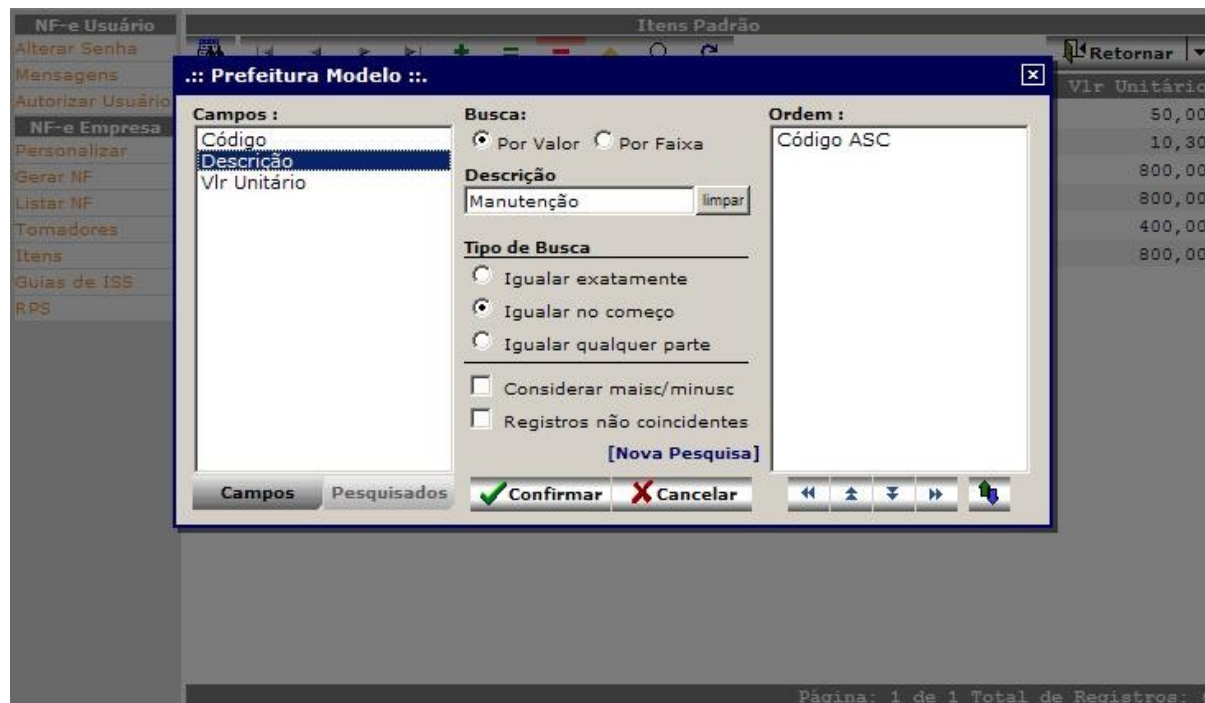 NF-e Usuário
Itens Padrão
Alterar Senha
Retornar
Mensagens
Autorizar Usuário
NF-e Empresa
Personalizar
Gerar NF
Listar NF
Tomadores
Itens
Guias de ISS
RPS
Vlr Unitário
50,00
10,30
800,00
800,00
400,00
800,00
.:: Prefeitura Modelo ::.
Campos :
Código
Descrição
Vlr Unitário
Busca:
Por Valor Por Faixa
Descrição
Manutenção limpar
Tipo de Busca
Igualar exatamente
Igualar no começo
Igualar qualquer parte
Considerar maisc/minusc
Registros não coincidentes
[Nova Pesquisa]
Ordem :
Código ASC
Campos Pesquisados Confirmar Cancelar
Página: 1 de 1 Total de Registros: